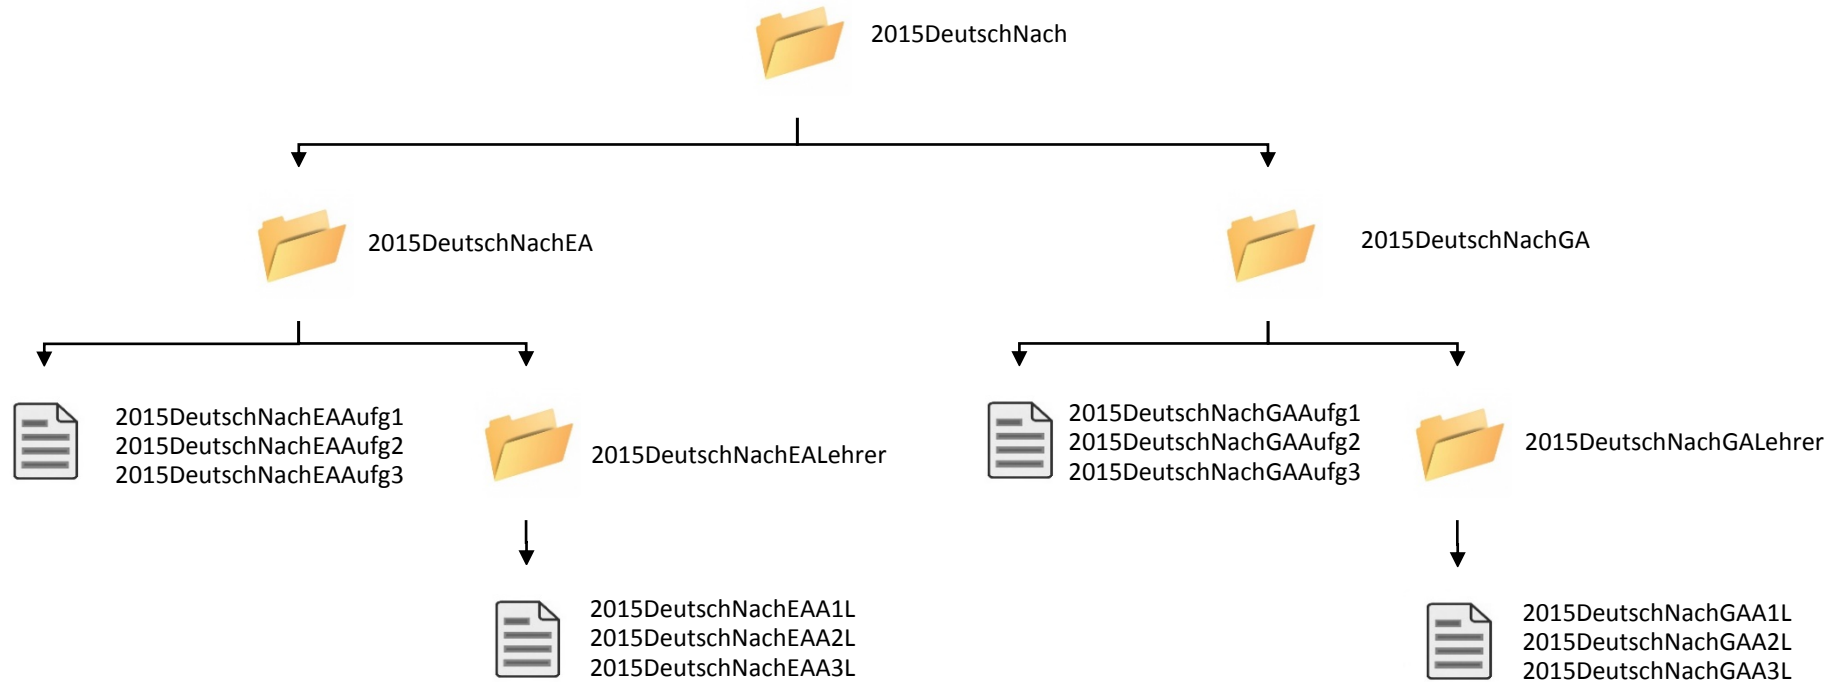 2015DeutschNach
2015DeutschNachEA
2015DeutschNachGA
2015DeutschNachEAAufg1
2015DeutschNachEAAufg2
2015DeutschNachEAAufg3
2015DeutschNachEALehrer
2015DeutschNachGAAufg1
2015DeutschNachGAAufg2
2015DeutschNachGAAufg3
2015DeutschNachGALehrer
2015DeutschNachEAA1L
2015DeutschNachEAA2L
2015DeutschNachEAA3L
2015DeutschNachGAA1L
2015DeutschNachGAA2L
2015DeutschNachGAA3L